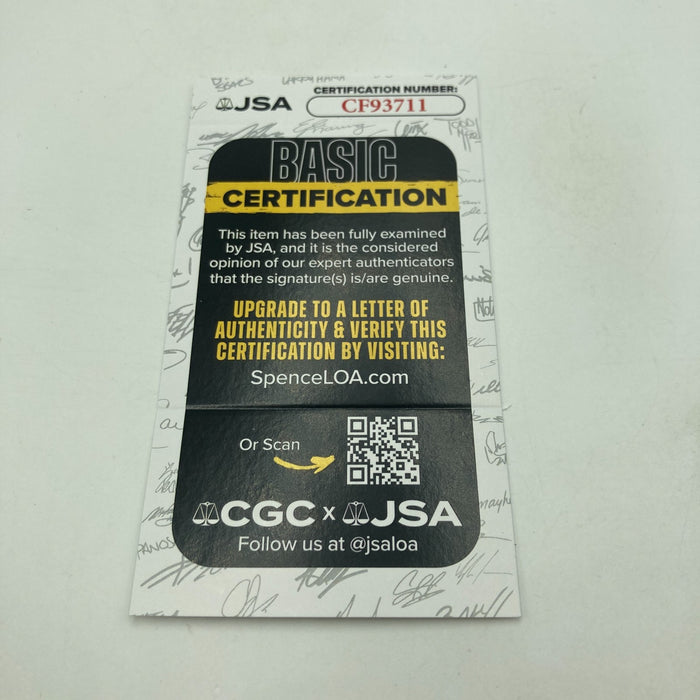 JSA
CERTIFICATION NUMBER:
CF93711
BASIC
CERTIFICATION
This item has been fully examined
by JSA, and it is the considered
opinion of our expert authenticators
that the signature(s) is/are genuine.
UPGRADE TO A LETTER OF
AUTHENTICITY & VERIFY THIS
CERTIFICATION BY VISITING:
SpenceLOA.com
Or Scan
CGC x JSA
Follow us at @jsaloa